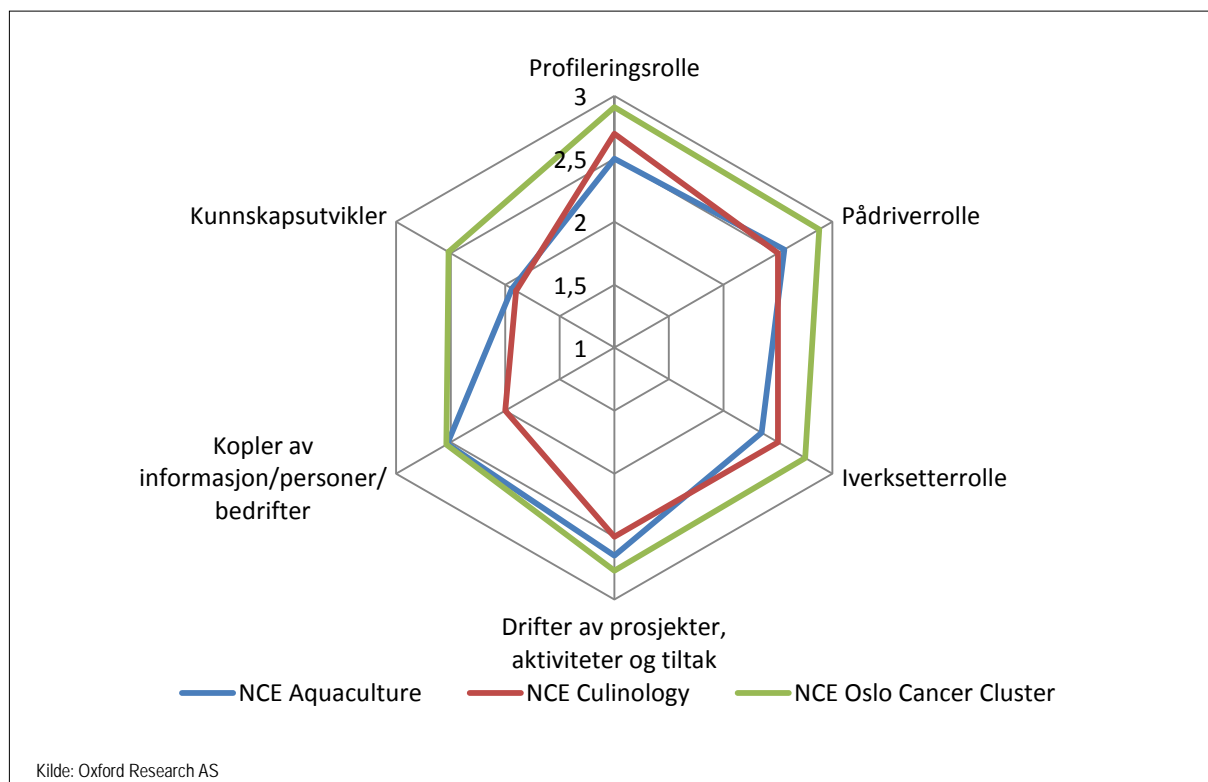 Profileringsrolle
3
2,5
2
1,5
1
Kunnskapsutvikler
Pådriverrolle
Kopler av
informasjon/personer/
bedrifter
Iverksetterrolle
Drifter av prosjekter,
aktiviteter og tiltak
NCE Aquaculture
NCE Culinology
NCE Oslo Cancer Cluster
Kilde: Oxford Research AS